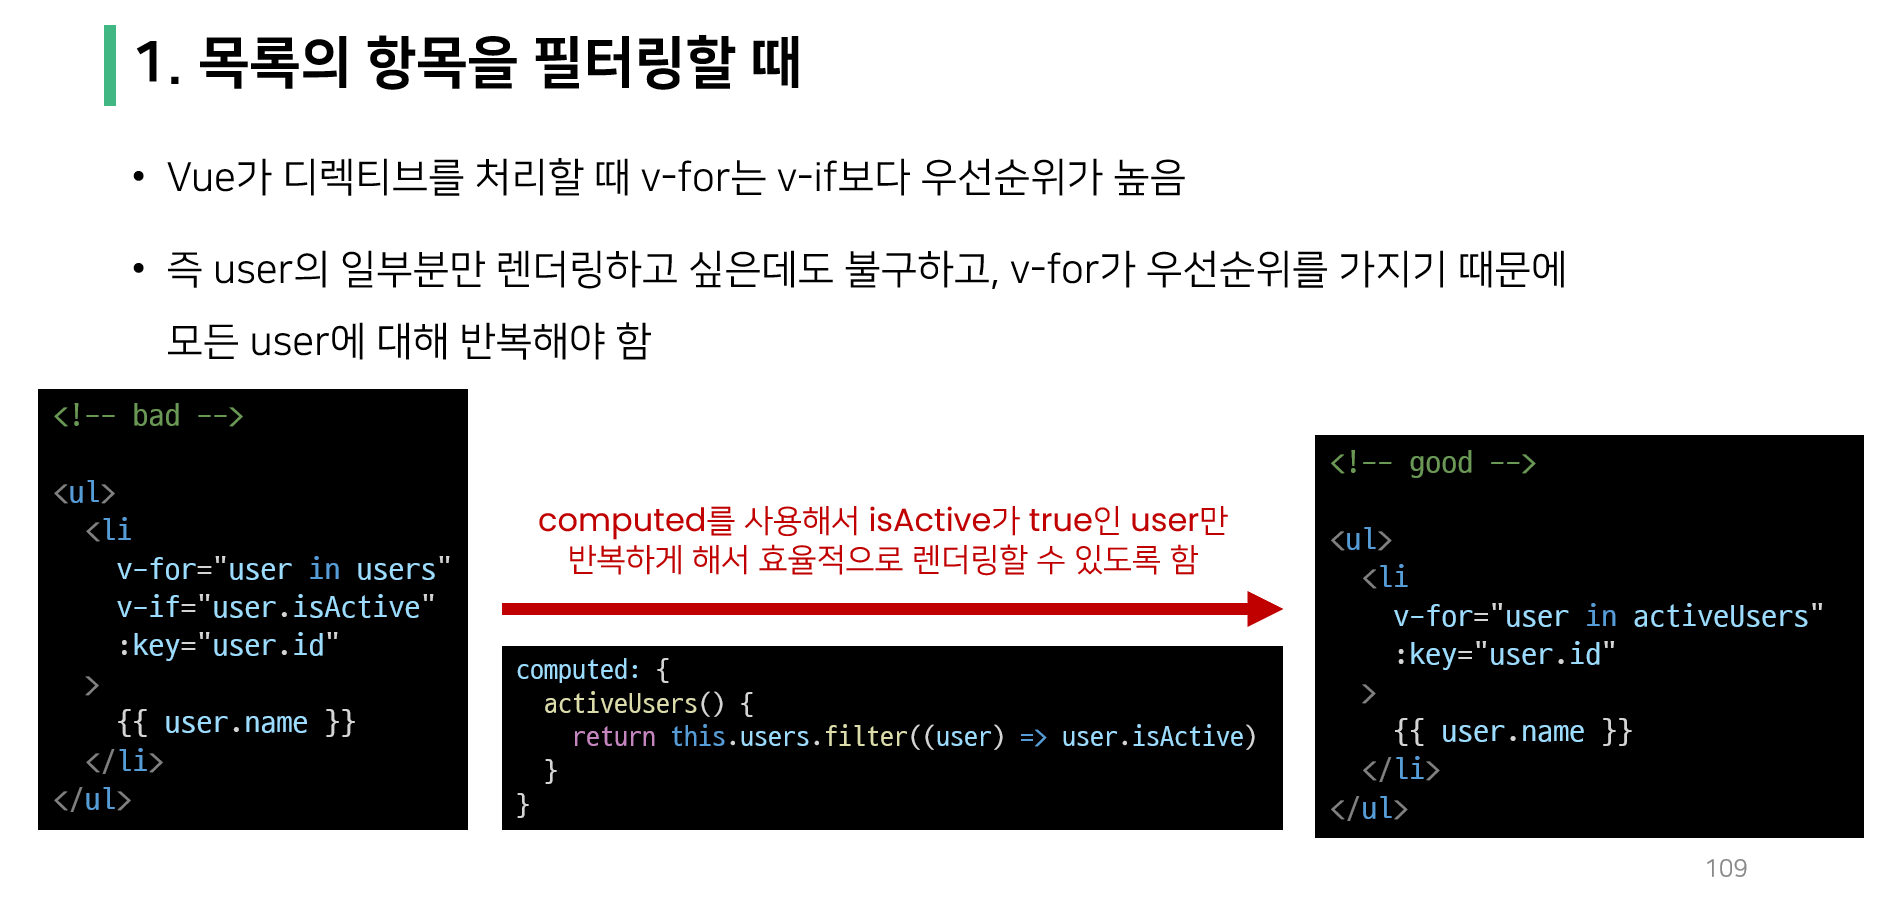 1. 목록의 항목을 필터링할 때
• Vue가 디렉티브를 처리할 때 v-for는 v-if보다 우선순위가 높음
• 즉 user의 일부분만 렌더링하고 싶은데도 불구하고, v-for가 우선순위를 가지기 때문에
모든 user에 대해 반복해야 함
<!-- bad -->
<ul>
  <li
    v-for="user in users"
    v-if="user.isActive"
    :key="user.id"
  >
    {{ user.name }}
  </li>
</ul>
computed를 사용해서 isActive가 true인 user만
반복하게 해서 효율적으로 렌더링할 수 있도록 함
computed: {
  activeUsers() {
    return this.users.filter((user) => user.isActive)
  }
}
<!-- good -->
<ul>
  <li
    v-for="user in activeUsers"
    :key="user.id"
  >
    {{ user.name }}
  </li>
</ul>
109